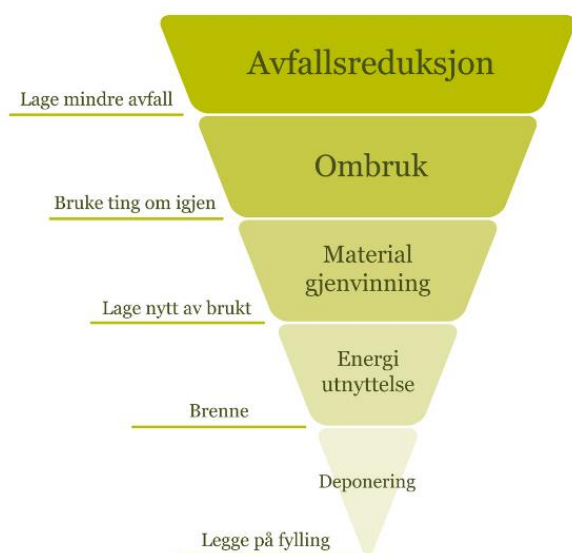 Avfallsreduksjon
Lage mindre avfall
Ombruk
Bruke ting om igjen
Material
gjenvinning
Lage nytt av brukt
Energi
utnyttelse
Brenne
Deponering
Legge på fylling